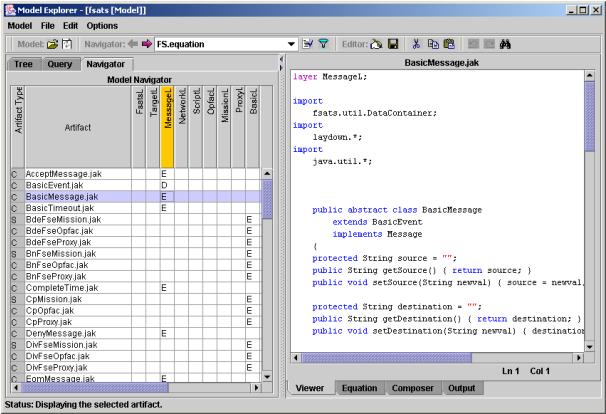 Model Explorer - [fsats [Model]]
Model File Edit Options
Model: Navigator: FS.equation Editor:
Tree Query Navigator
Model Navigator
Artifact Type Artifact FsatsL TargetL MessageL NetworkL ScriptL OpfacL MissionL ProxyL BasicL
C AcceptMessage.jak E
C BasicEvent.jak D
C BasicMessage.jak E
C BasicTimeout.jak E
S BdeFseMission.jak E
C BdeFseOpfac.jak E
C BdeFseProxy.jak E
S BnFseMission.jak E
C BnFseOpfac.jak E
C BnFseProxy.jak E
C CompleteTime.jak E
S CpMission.jak E
C CpOpfac.jak E
C CpProxy.jak E
C DenyMessage.jak E
S DivFseMission.jak E
C DivFseOpfac.jak E
C DivFseProxy.jak E
C EomMessage.jak E
BasicMessage.jak
layer MessageL;
import
fsats.util.DataContainer;
import
laydown.*;
import
java.util.*;
public abstract class BasicMessage
extends BasicEvent
implements Message
{
protected String source = "";
public String getSource() { return source; }
public void setSource(String newval) { source = newval,
protected String destination = "";
public String getDestination() { return destination; }
public void setDestination(String newval) { destination
Ln 1 Col 1
Viewer Equation Composer Output
Status: Displaying the selected artifact.